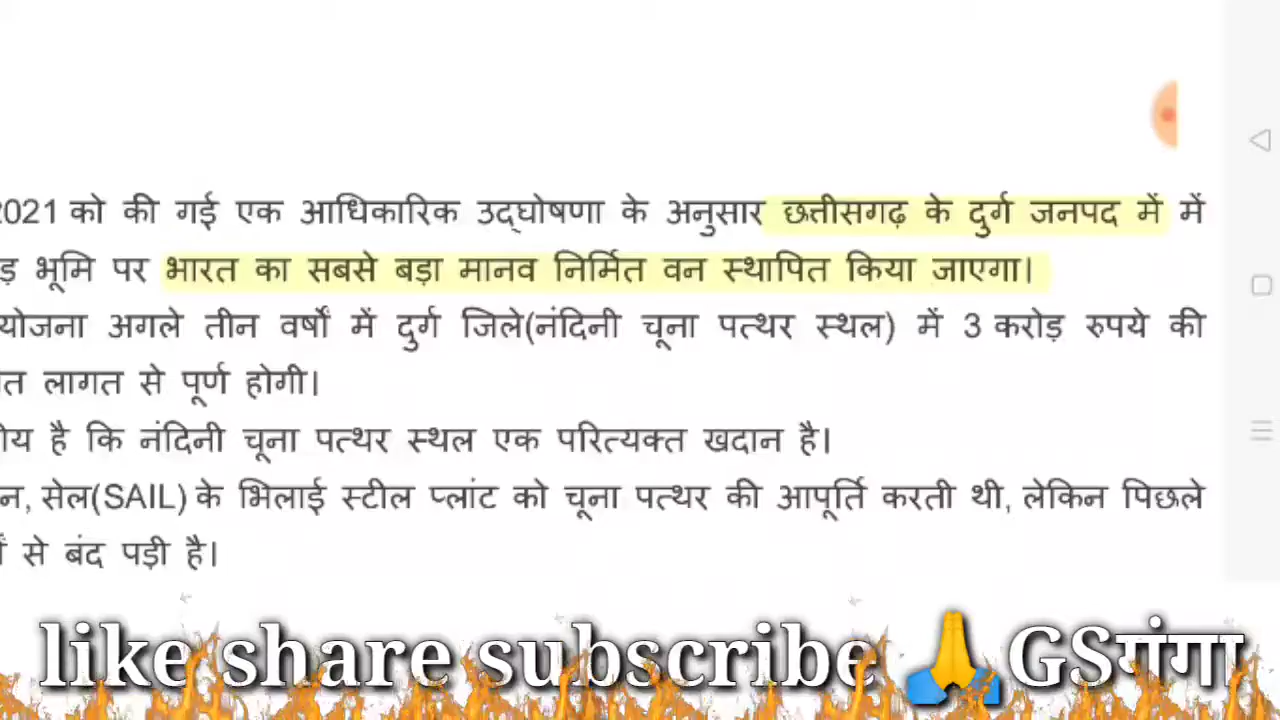 2021 को की गई एक आधिकारिक उद्घोषणा के अनुसार छत्तीसगढ़ के दुर्ग जनपद में में
ड़ भूमि पर भारत का सबसे बड़ा मानव निर्मित वन स्थापित किया जाएगा।
योजना अगले तीन वर्षों में दुर्ग जिले(नंदिनी चूना पत्थर स्थल) में 3 करोड़ रुपये की
त लागत से पूर्ण होगी।
ीय है कि नंदिनी चूना पत्थर स्थल एक परित्यक्त खदान है।
न, सेल(SAIL) के भिलाई स्टील प्लांट को चूना पत्थर की आपूर्ति करती थी, लेकिन पिछले
से बंद पड़ी है।
like share subscribe 🙏GSगंगा